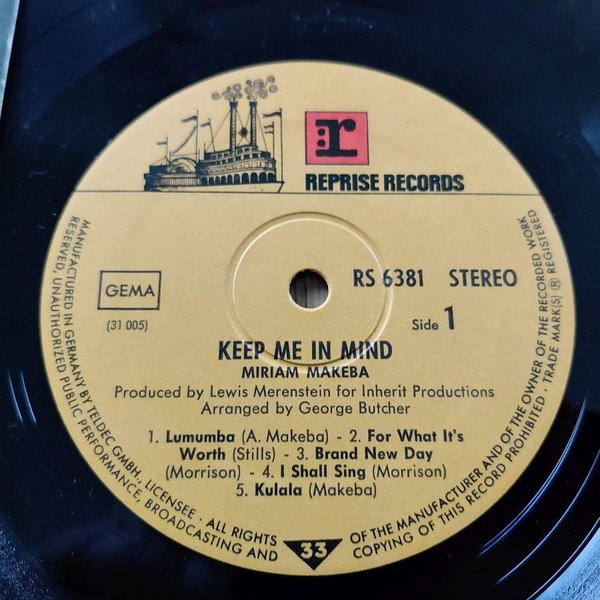 r:
REPRISE RECORDS
GEMA
(31 005)
RS 6381 STEREO
Side 1
KEEP ME IN MIND
MIRIAM MAKEBA
Produced by Lewis Merenstein for Inherit Productions
Arranged by George Butcher
1. Lumumba (A. Makeba) - 2. For What It's
Worth (Stills) - 3. Brand New Day
(Morrison) - 4. I Shall Sing (Morrison)
5. Kulala (Makeba)
33
MANUFACTURED IN GERMANY BY TELDEC GMBH., LICENSEE · ALL RIGHTS
RESERVED, UNAUTHORIZED PUBLIC PERFORMANCE, BROADCASTING AND
COPYING OF THIS RECORD PROHIBITED · TRADE MARK(S) ® REGISTERED
OF THE MANUFACTURER AND OF THE OWNER OF THE RECORDED WORK